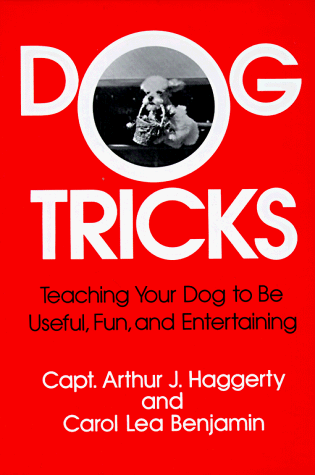 DOG
TRICKS
Teaching Your Dog to Be
Useful, Fun, and Entertaining
Capt. Arthur J. Haggerty
and
Carol Lea Benjamin